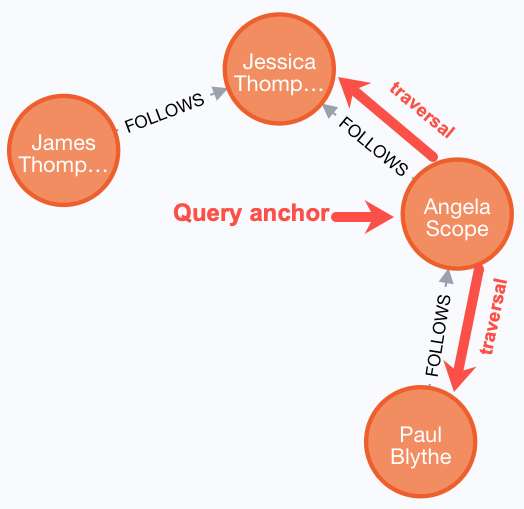 Jessica
Thomp…
traversal
FOLLOWS
James
Thomp…
FOLLOWS
Query anchor
Angela
Scope
traversal
FOLLOWS
Paul
Blythe